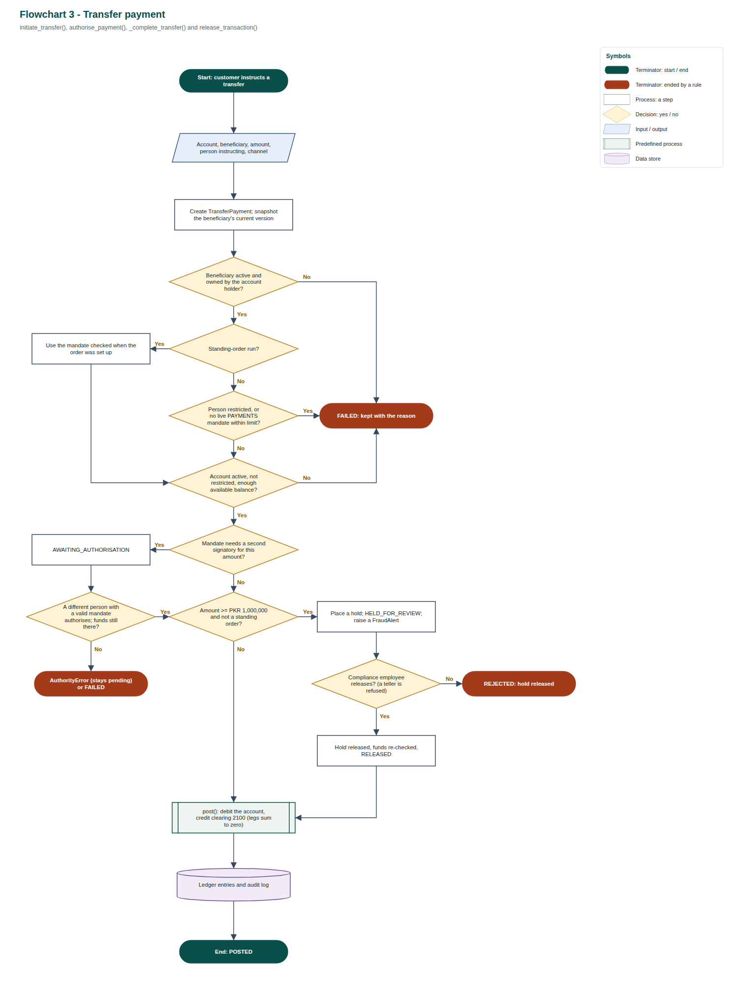 Flowchart 3 - Transfer payment
initiate_transfer(), authorise_payment(), _complete_transfer() and release_transaction()
Symbols
Terminator: start / end
Terminator: ended by a rule
Process: a step
Decision: yes / no
Input / output
Predefined process
Data store
Start: customer instructs a
transfer
Account, beneficiary, amount,
person instructing, channel
Create TransferPayment; snapshot
the beneficiary's current version
Beneficiary active and
owned by the account
holder?
No
Yes
Standing-order run?
Yes
Use the mandate checked when the
order was set up
No
Person restricted, or
no live PAYMENTS
mandate within limit?
Yes
FAILED: kept with the reason
No
Account active, not
restricted, enough
available balance?
No
Yes
Mandate needs a second
signatory for this
amount?
Yes
AWAITING_AUTHORISATION
No
A different person with
a valid mandate
authorises; funds still
there?
Yes
Amount >= PKR 1,000,000
and not a standing
order?
Yes
Place a hold; HELD_FOR_REVIEW;
raise a FraudAlert
No
No
AuthorityError (stays pending)
or FAILED
Compliance employee
releases? (a teller is
refused)
No
REJECTED: hold released
Yes
Hold released, funds re-checked,
RELEASED
post(): debit the account,
credit clearing 2100 (legs sum
to zero)
Ledger entries and audit log
End: POSTED